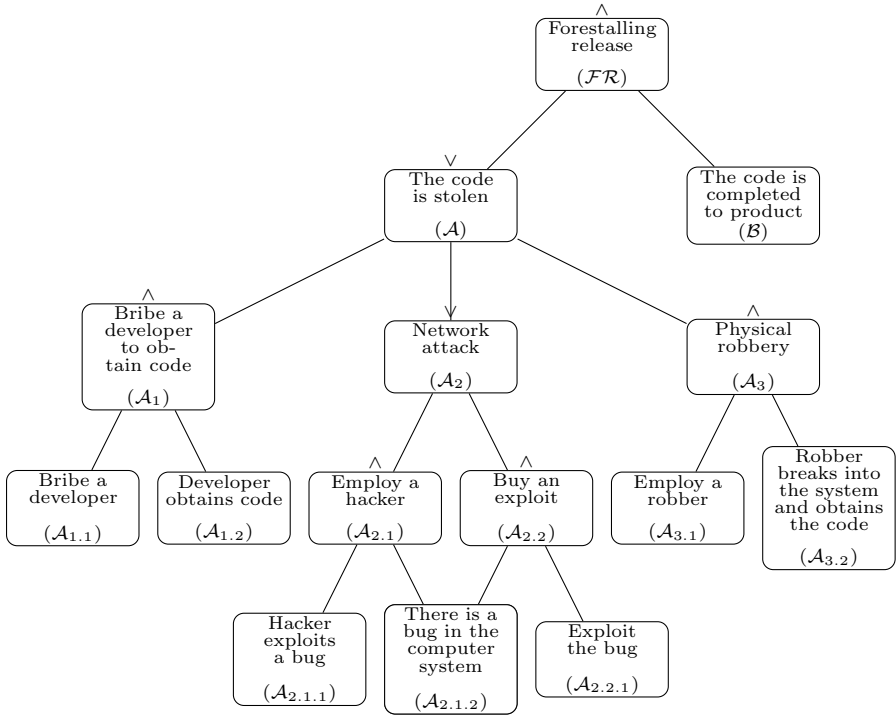 ∧
Forestalling
release
(ℱℛ)
∨
The code
is stolen
(𝒜)
The code is
completed
to product
(ℬ)
∧
Bribe a
developer
to ob-
tain code
(𝒜₁)
∨
Network
attack
(𝒜₂)
∧
Physical
robbery
(𝒜₃)
Bribe a
developer
(𝒜₁.₁)
Developer
obtains code
(𝒜₁.₂)
∧
Employ a
hacker
(𝒜₂.₁)
∧
Buy an
exploit
(𝒜₂.₂)
Employ a
robber
(𝒜₃.₁)
Robber
breaks into
the system
and obtains
the code
(𝒜₃.₂)
Hacker
exploits
a bug
(𝒜₂.₁.₁)
There is a
bug in the
computer
system
(𝒜₂.₁.₂)
Exploit
the bug
(𝒜₂.₂.₁)